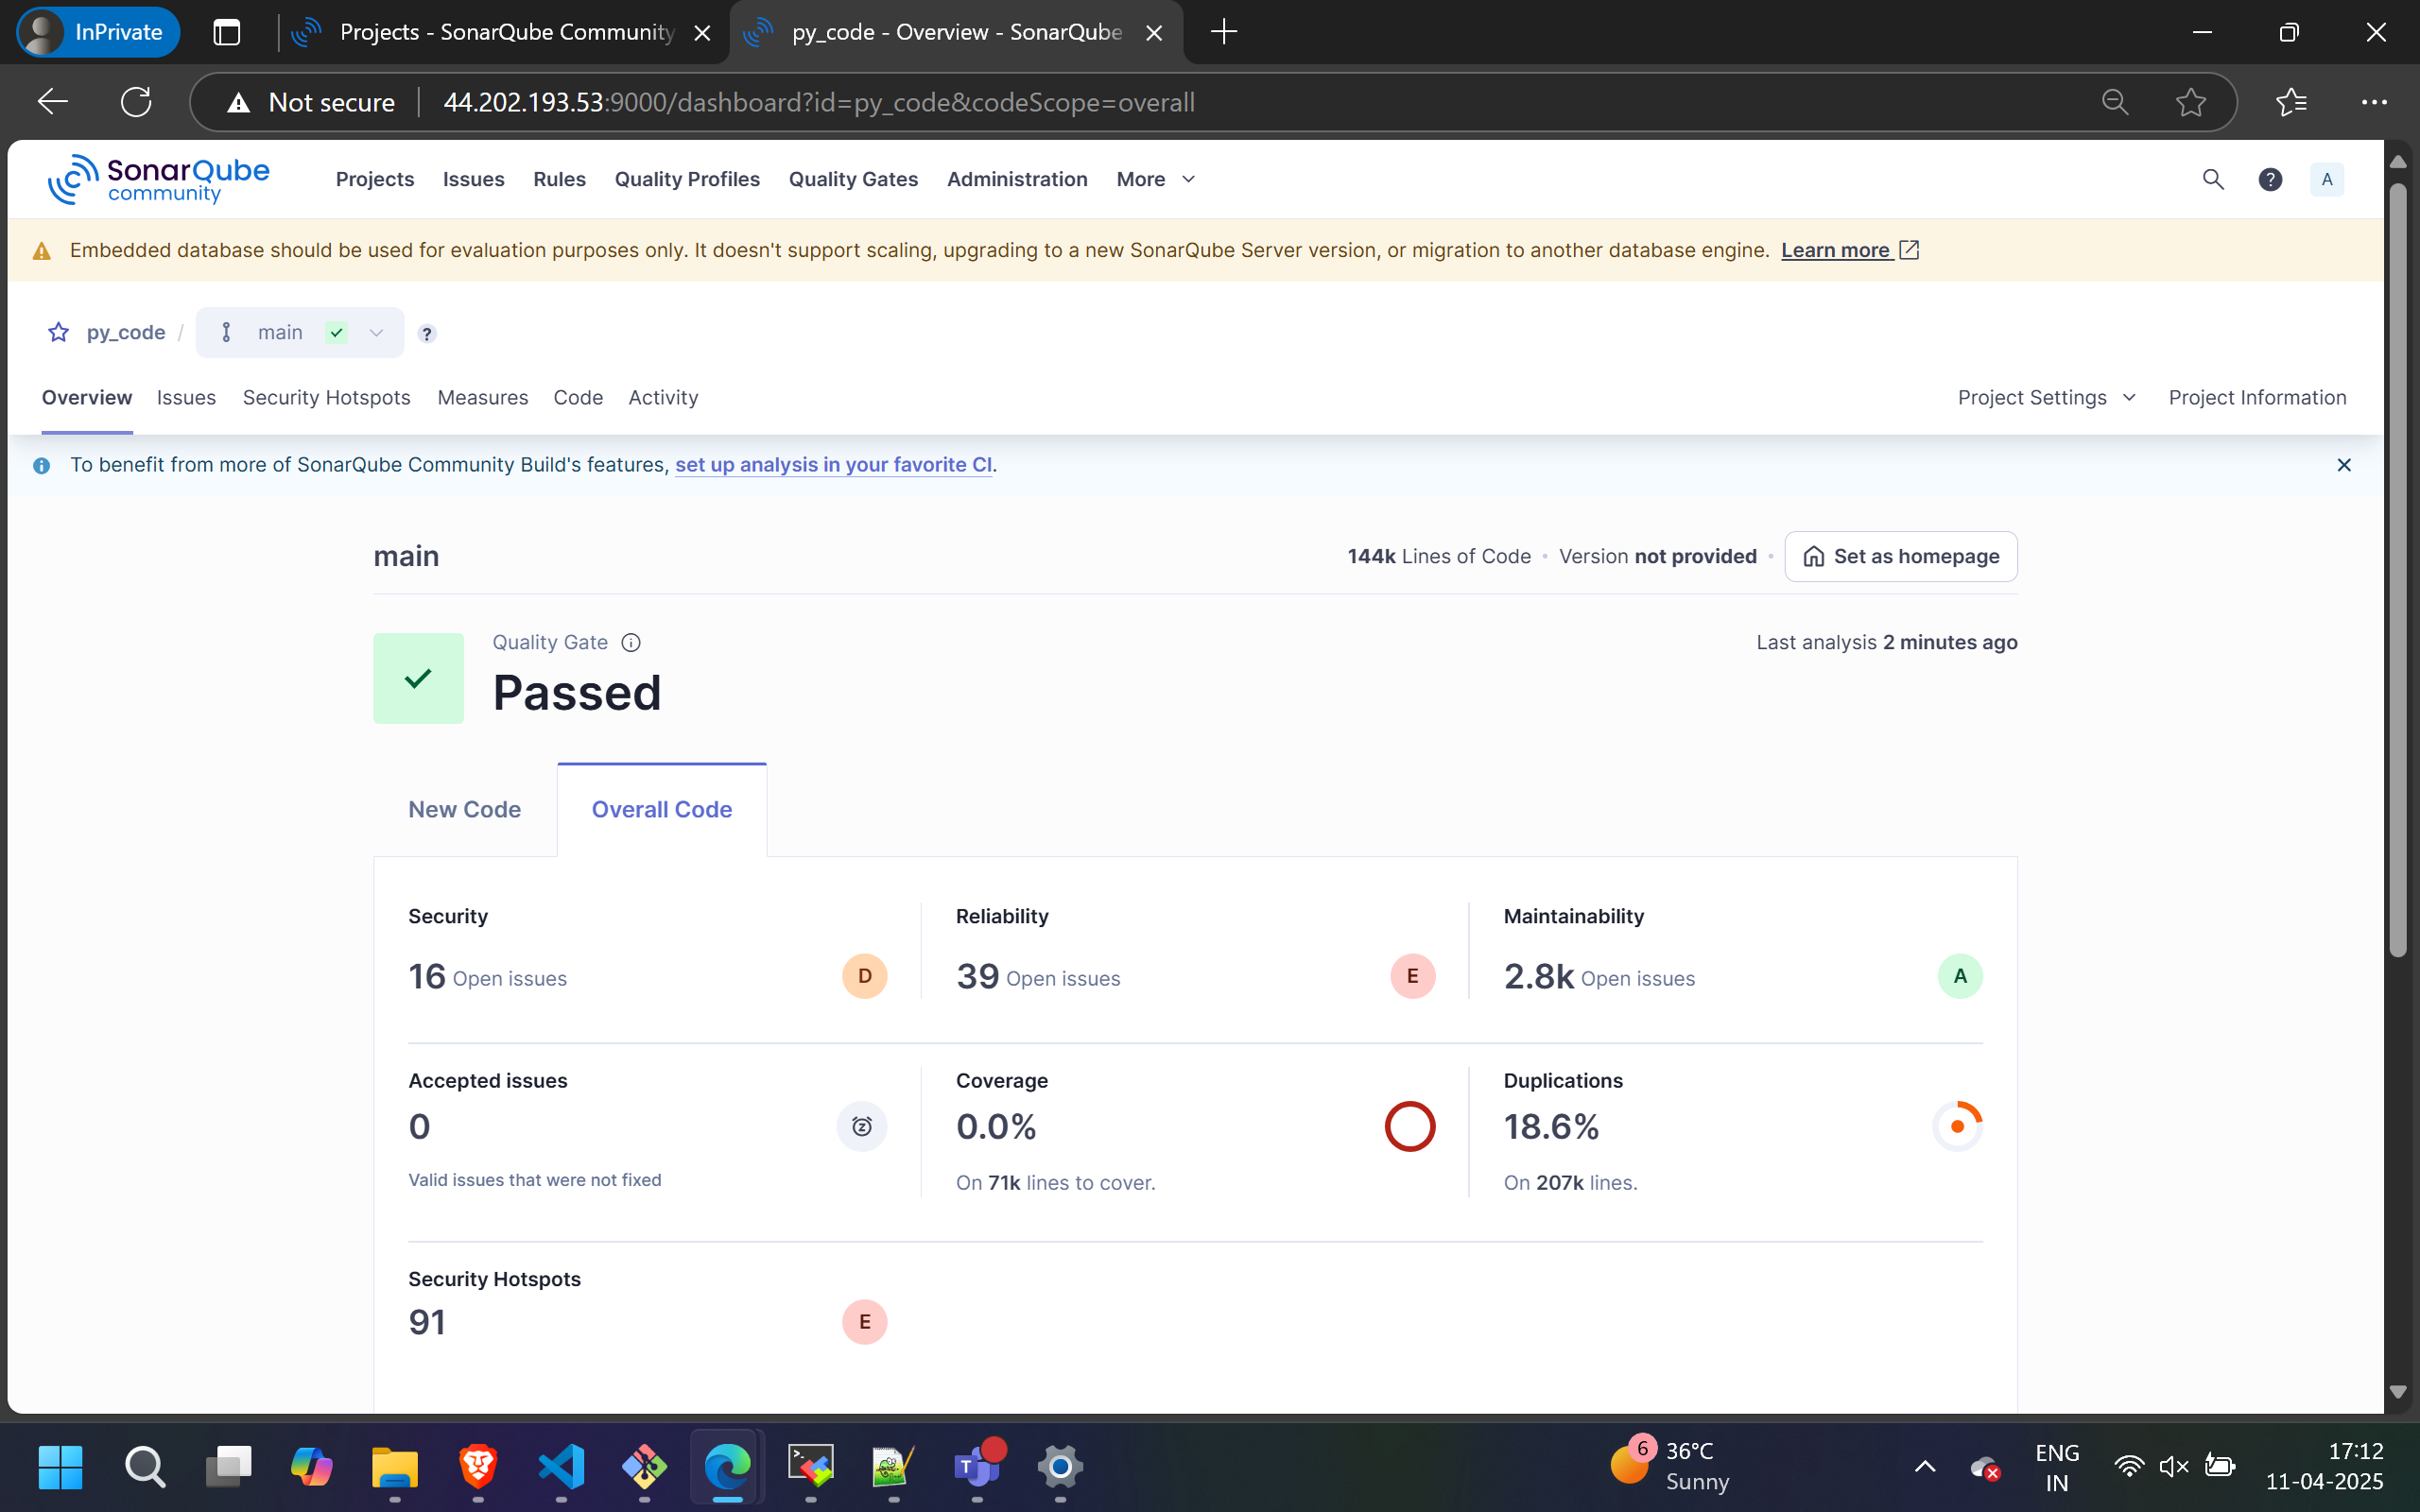 InPrivate
Projects - SonarQube Community
py_code - Overview - SonarQube
Not secure
44.202.193.53:9000/dashboard?id=py_code&codeScope=overall
SonarQube
community
Projects Issues Rules Quality Profiles Quality Gates Administration More
? A
Embedded database should be used for evaluation purposes only. It doesn't support scaling, upgrading to a new SonarQube Server version, or migration to another database engine. Learn more
py_code / main ?
Overview Issues Security Hotspots Measures Code Activity
Project Settings Project Information
To benefit from more of SonarQube Community Build's features, set up analysis in your favorite CI.
main
144k Lines of Code • Version not provided •
Set as homepage
Quality Gate
Last analysis 2 minutes ago
Passed
New Code
Overall Code
Security
16 Open issues
D
Reliability
39 Open issues
E
Maintainability
2.8k Open issues
A
Accepted issues
0
Valid issues that were not fixed
Coverage
0.0%
On 71k lines to cover.
Duplications
18.6%
On 207k lines.
Security Hotspots
91
E
6
36°C
Sunny
ENG
IN
17:12
11-04-2025